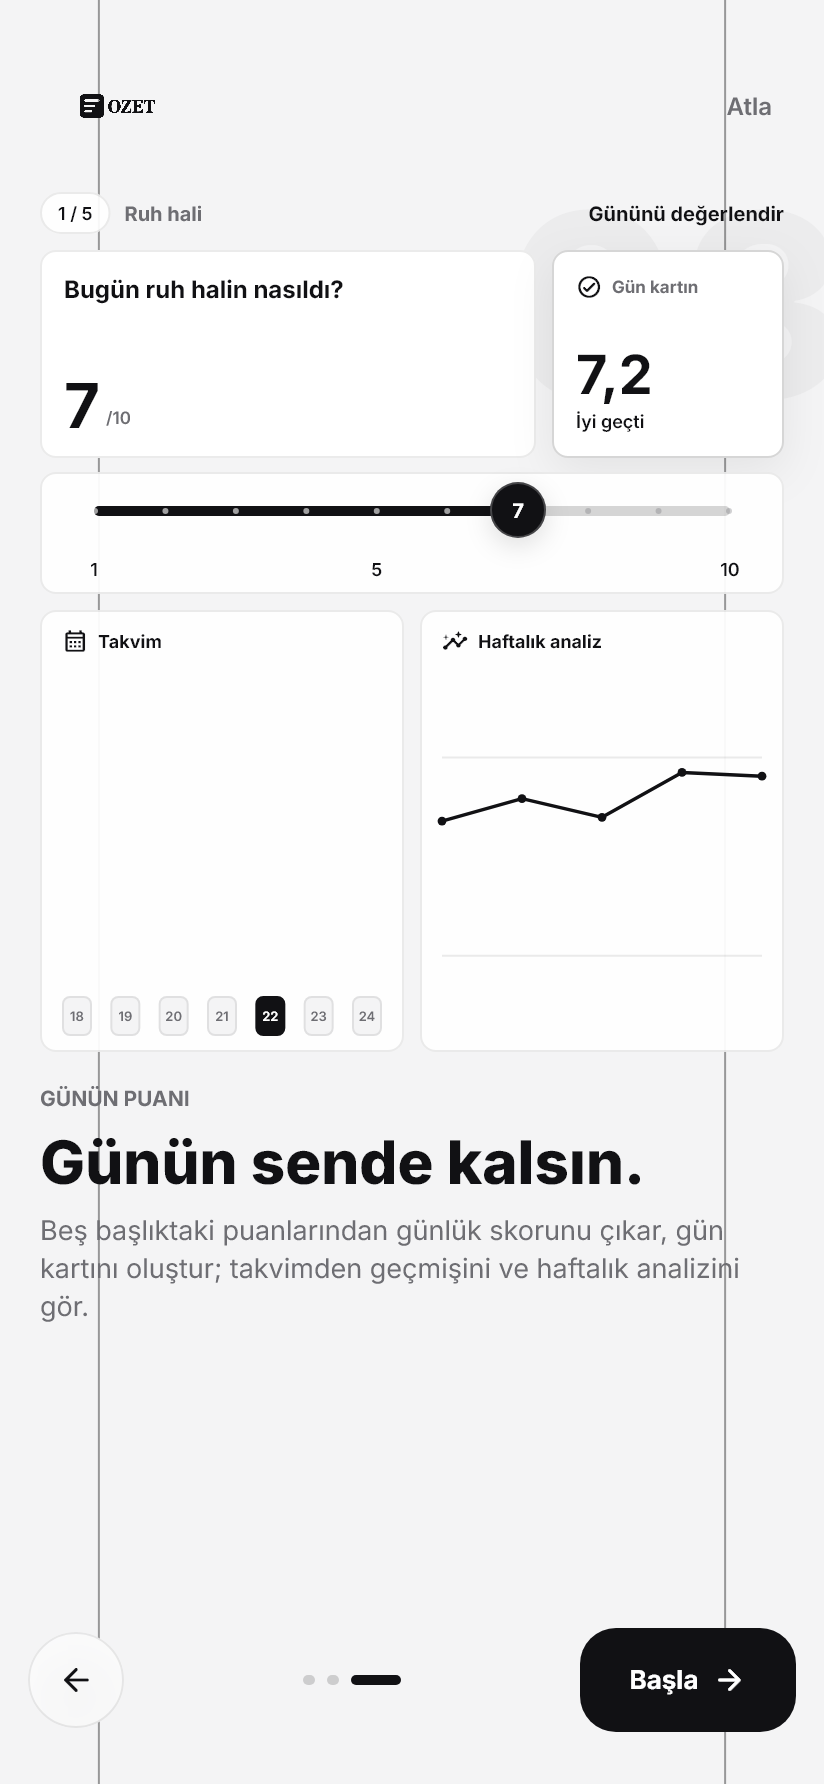 OZET
Atla
1 / 5 Ruh hali
Gününü değerlendir
Bugün ruh halin nasıldı?
7 /10
Gün kartın
7,2
İyi geçti
7
1 5 10
Takvim
18 19 20 21 22 23 24
Haftalık analiz
GÜNÜN PUANI
Günün sende kalsın.
Beş başlıktaki puanlarından günlük skorunu çıkar, gün
kartını oluştur; takvimden geçmişini ve haftalık analizini
gör.
Başla